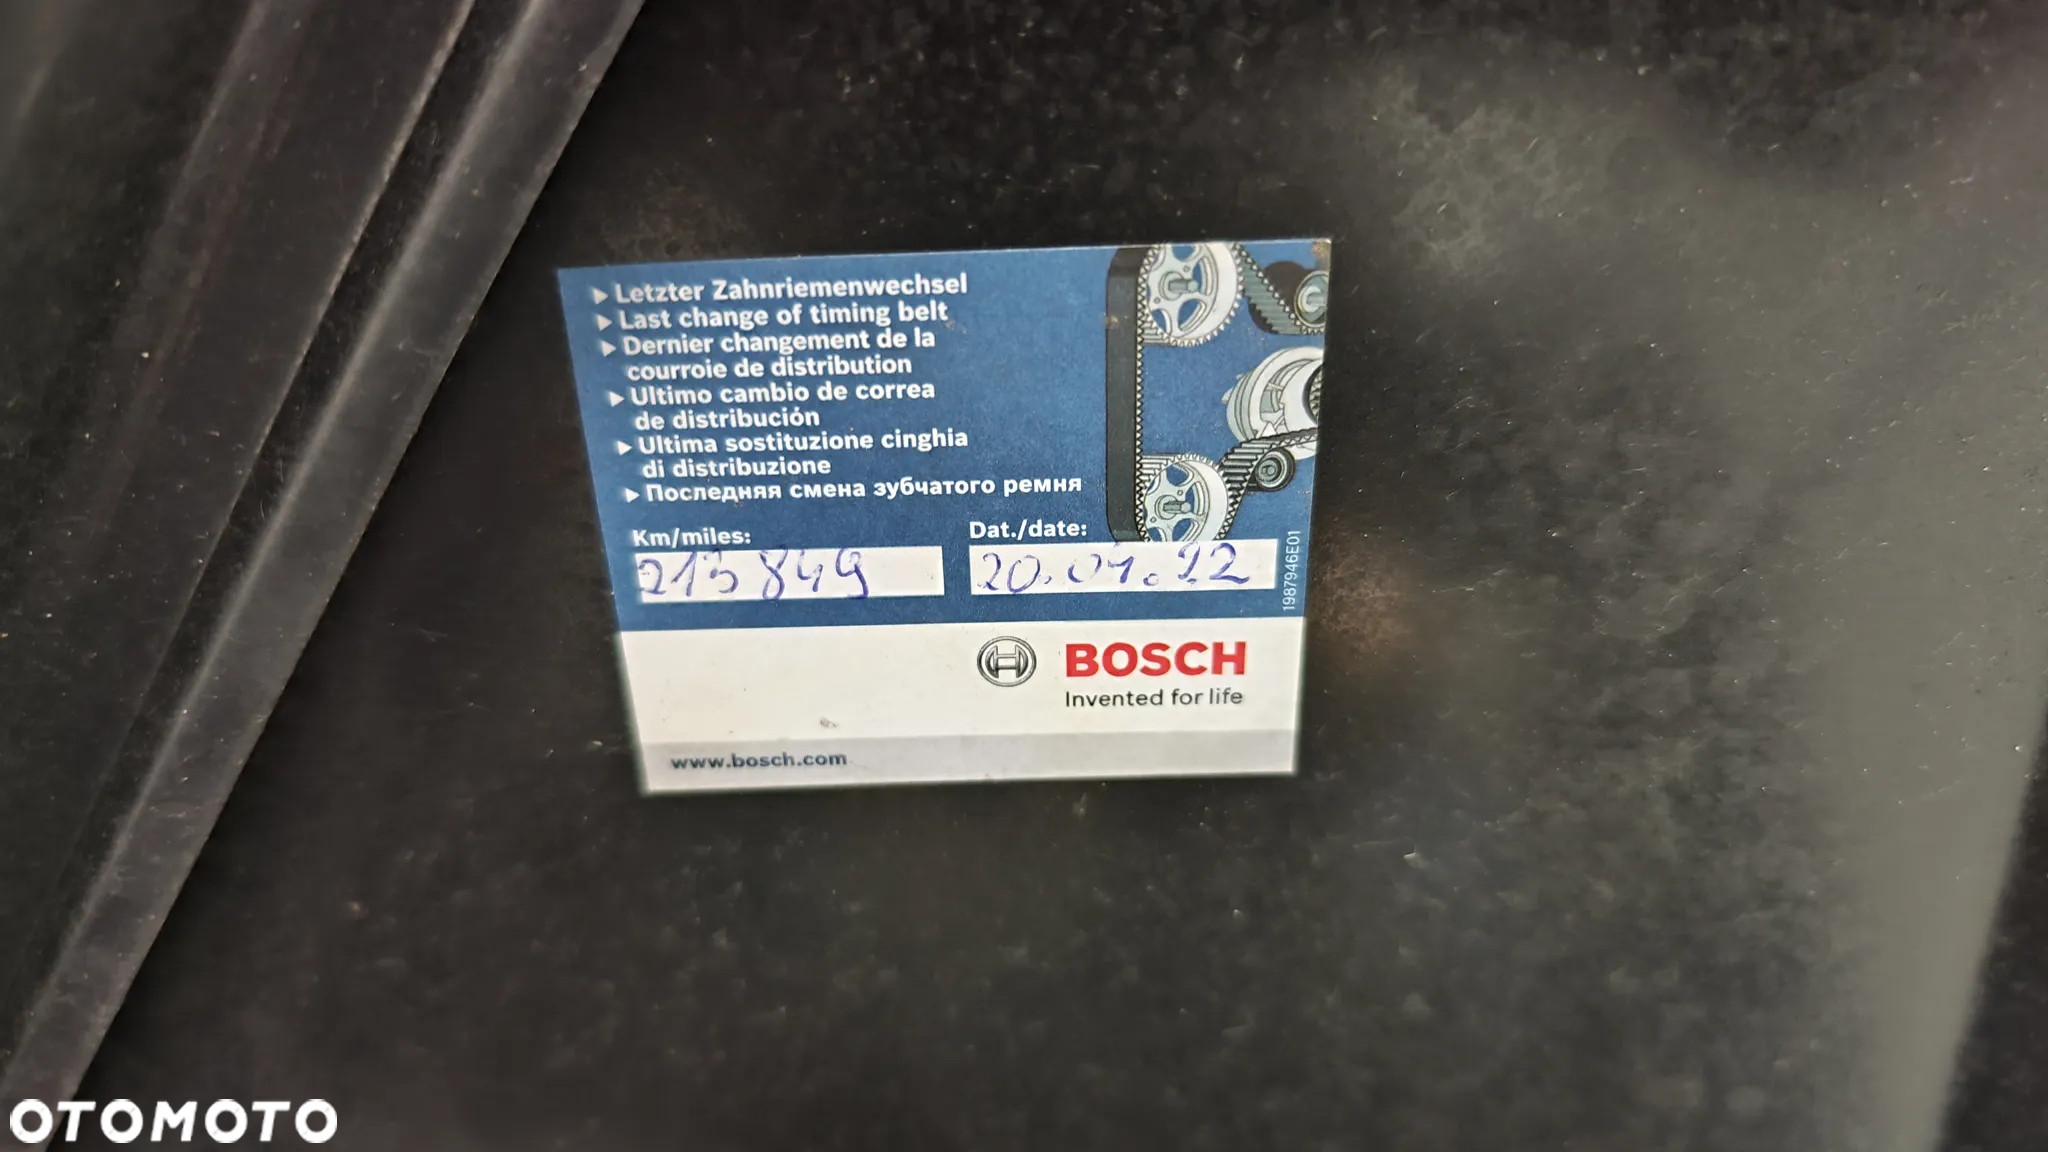 ▶ Letzter Zahnriemenwechsel
▶ Last change of timing belt
▶ Dernier changement de la
courroie de distribution
▶ Ultimo cambio de correa
de distribución
▶ Ultima sostituzione cinghia
di distribuzione
▶ Последняя смена зубчатого ремня
Km/miles:
213 849
Dat./date:
20.04.22
1987946E01
BOSCH
Invented for life
www.bosch.com
OTOMOTO